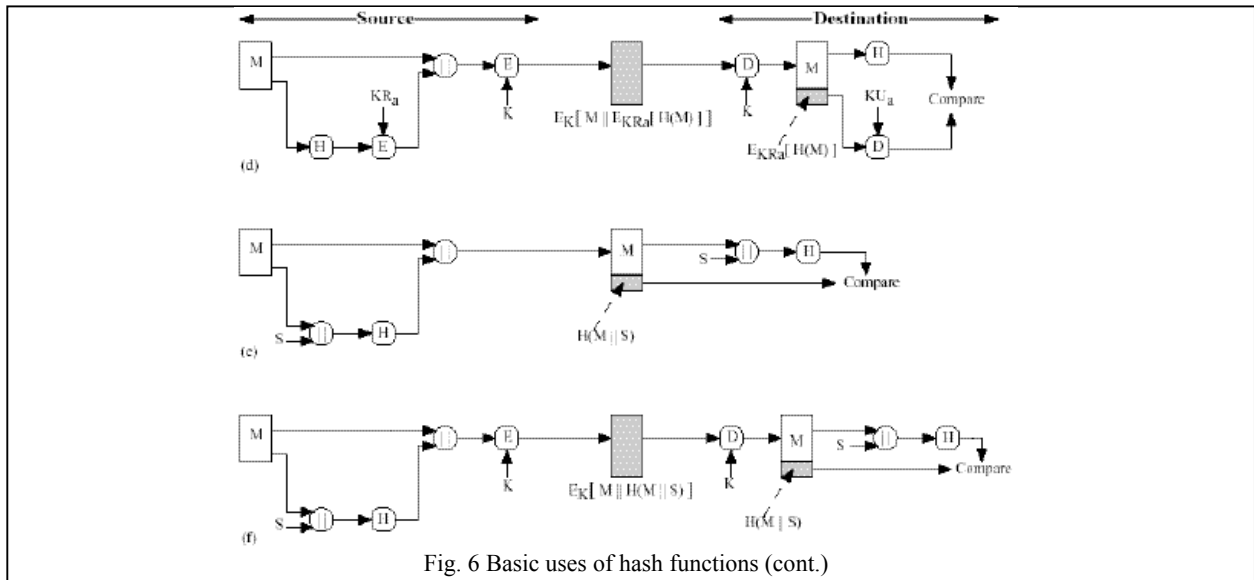 Source Destination
M || E D M H
KRa K EK[ M || EKRa[ H(M) ] ] K KUa Compare
H E EKRa[ H(M) ] D
(d)
M || M S || H
Compare
S || H H(M || S)
(e)
M || E D M S || H
K EK[ M || H(M || S) ] K Compare
S || H H(M || S)
(f)
Fig. 6 Basic uses of hash functions (cont.)